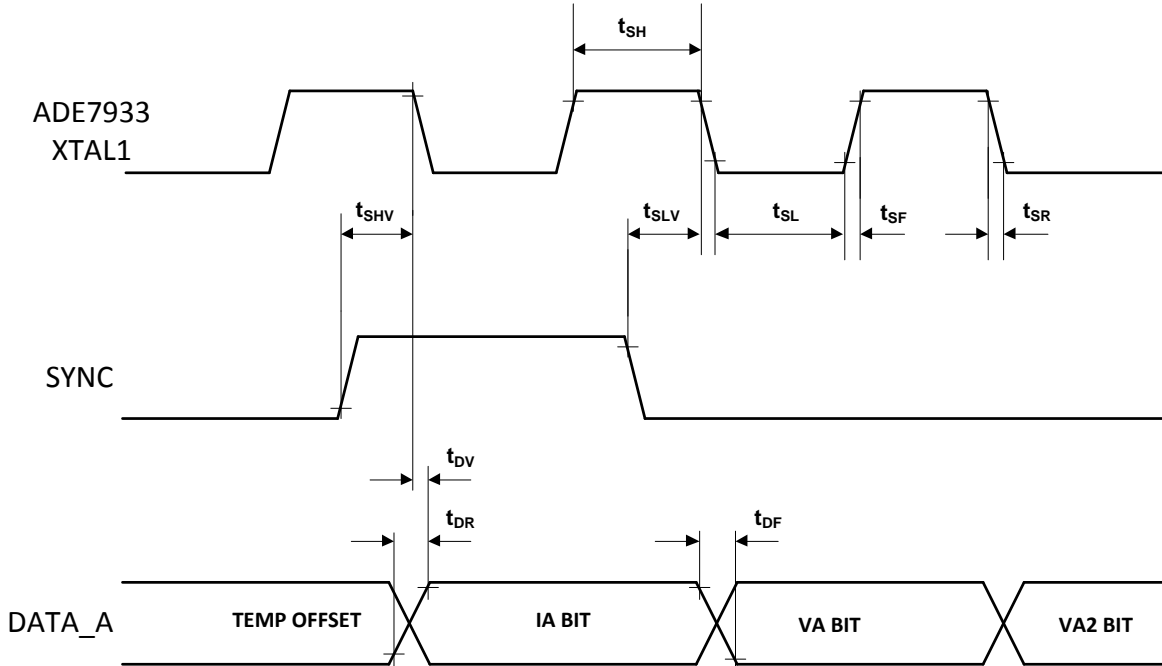 tSH
ADE7933
XTAL1
tSHV
tSLV
tSL
tSF
tSR
SYNC
tDV
tDR
tDF
DATA_A
TEMP OFFSET
IA BIT
VA BIT
VA2 BIT